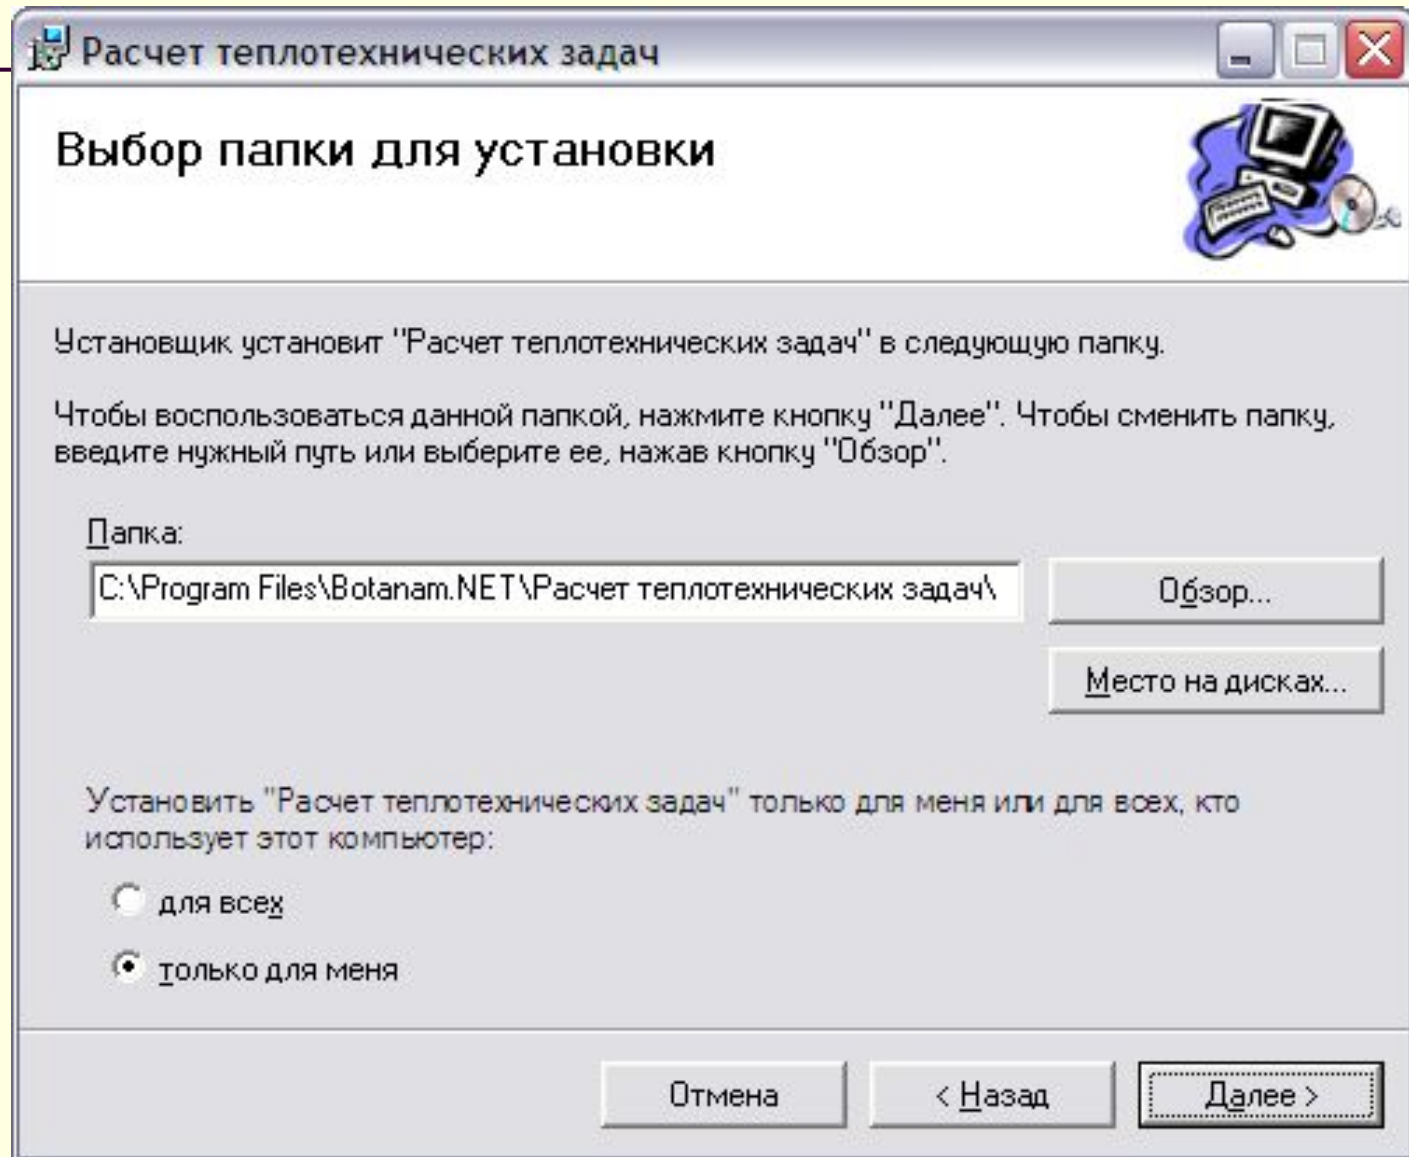 Расчет теплотехнических задач
Выбор папки для установки
Установщик установит "Расчет теплотехнических задач" в следующую папку.
Чтобы воспользоваться данной папкой, нажмите кнопку "Далее". Чтобы сменить папку,
введите нужный путь или выберите ее, нажав кнопку "Обзор".
Папка:
C:\Program Files\Botanam.NET\Расчет теплотехнических задач\
Обзор...
Место на дисках...
Установить "Расчет теплотехнических задач" только для меня или для всех, кто
использует этот компьютер:
для всех
только для меня
Отмена
< Назад
Далее >